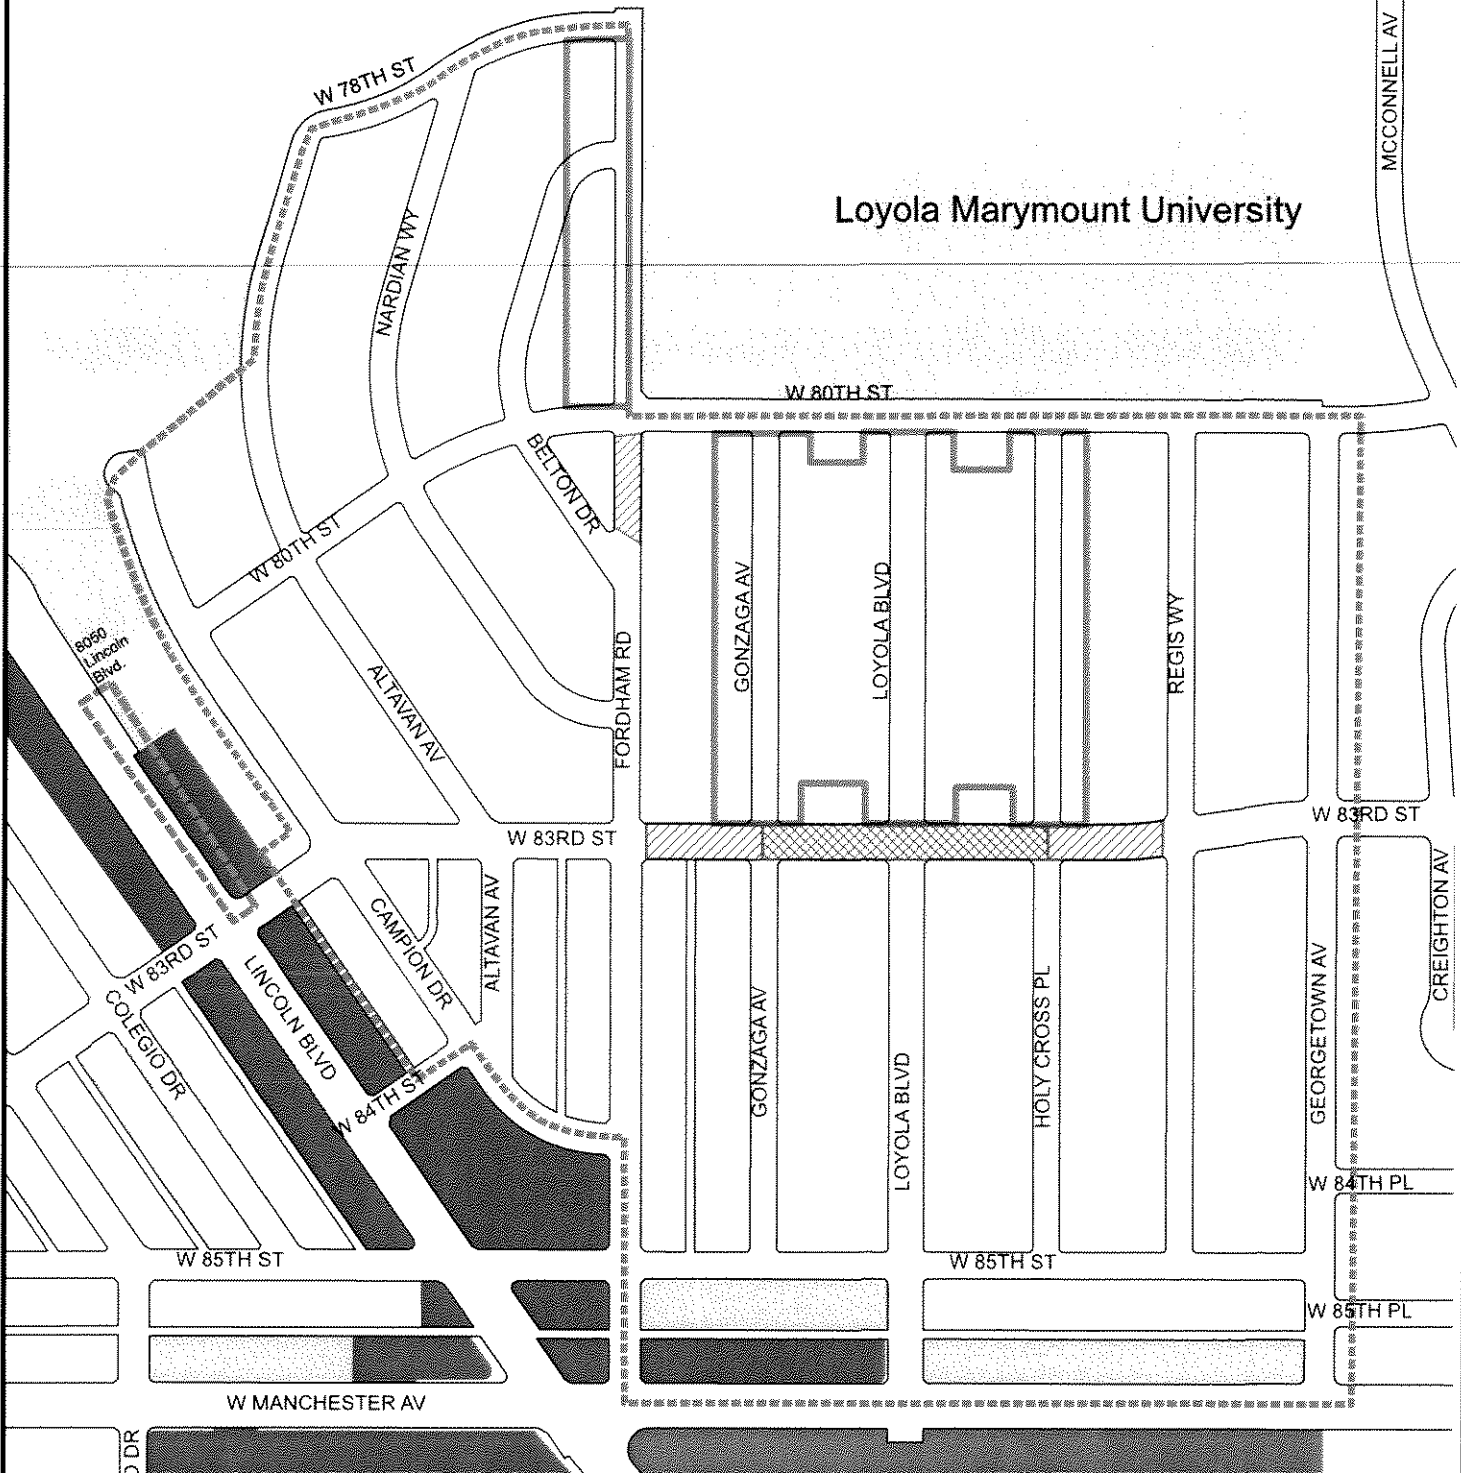 MCCONNELL AV
W 78TH ST
Loyola Marymount University
NARDIAN WY
W 80TH ST
BELTON DR
W 80TH ST
8050
Lincoln
Blvd.
ALTAVAN AV
FORDHAM RD
GONZAGA AV
LOYOLA BLVD
REGIS WY
W 83RD ST
W 83RD ST
CAMPION DR
ALTAVAN AV
CREIGHTON AV
W 83RD ST
LINCOLN BLVD
COLEGIO DR
W 84TH ST
GONZAGA AV
LOYOLA BLVD
HOLY CROSS PL
GEORGETOWN AV
W 84TH PL
W 85TH ST
W 85TH ST
W 85TH PL
W MANCHESTER AV
DR